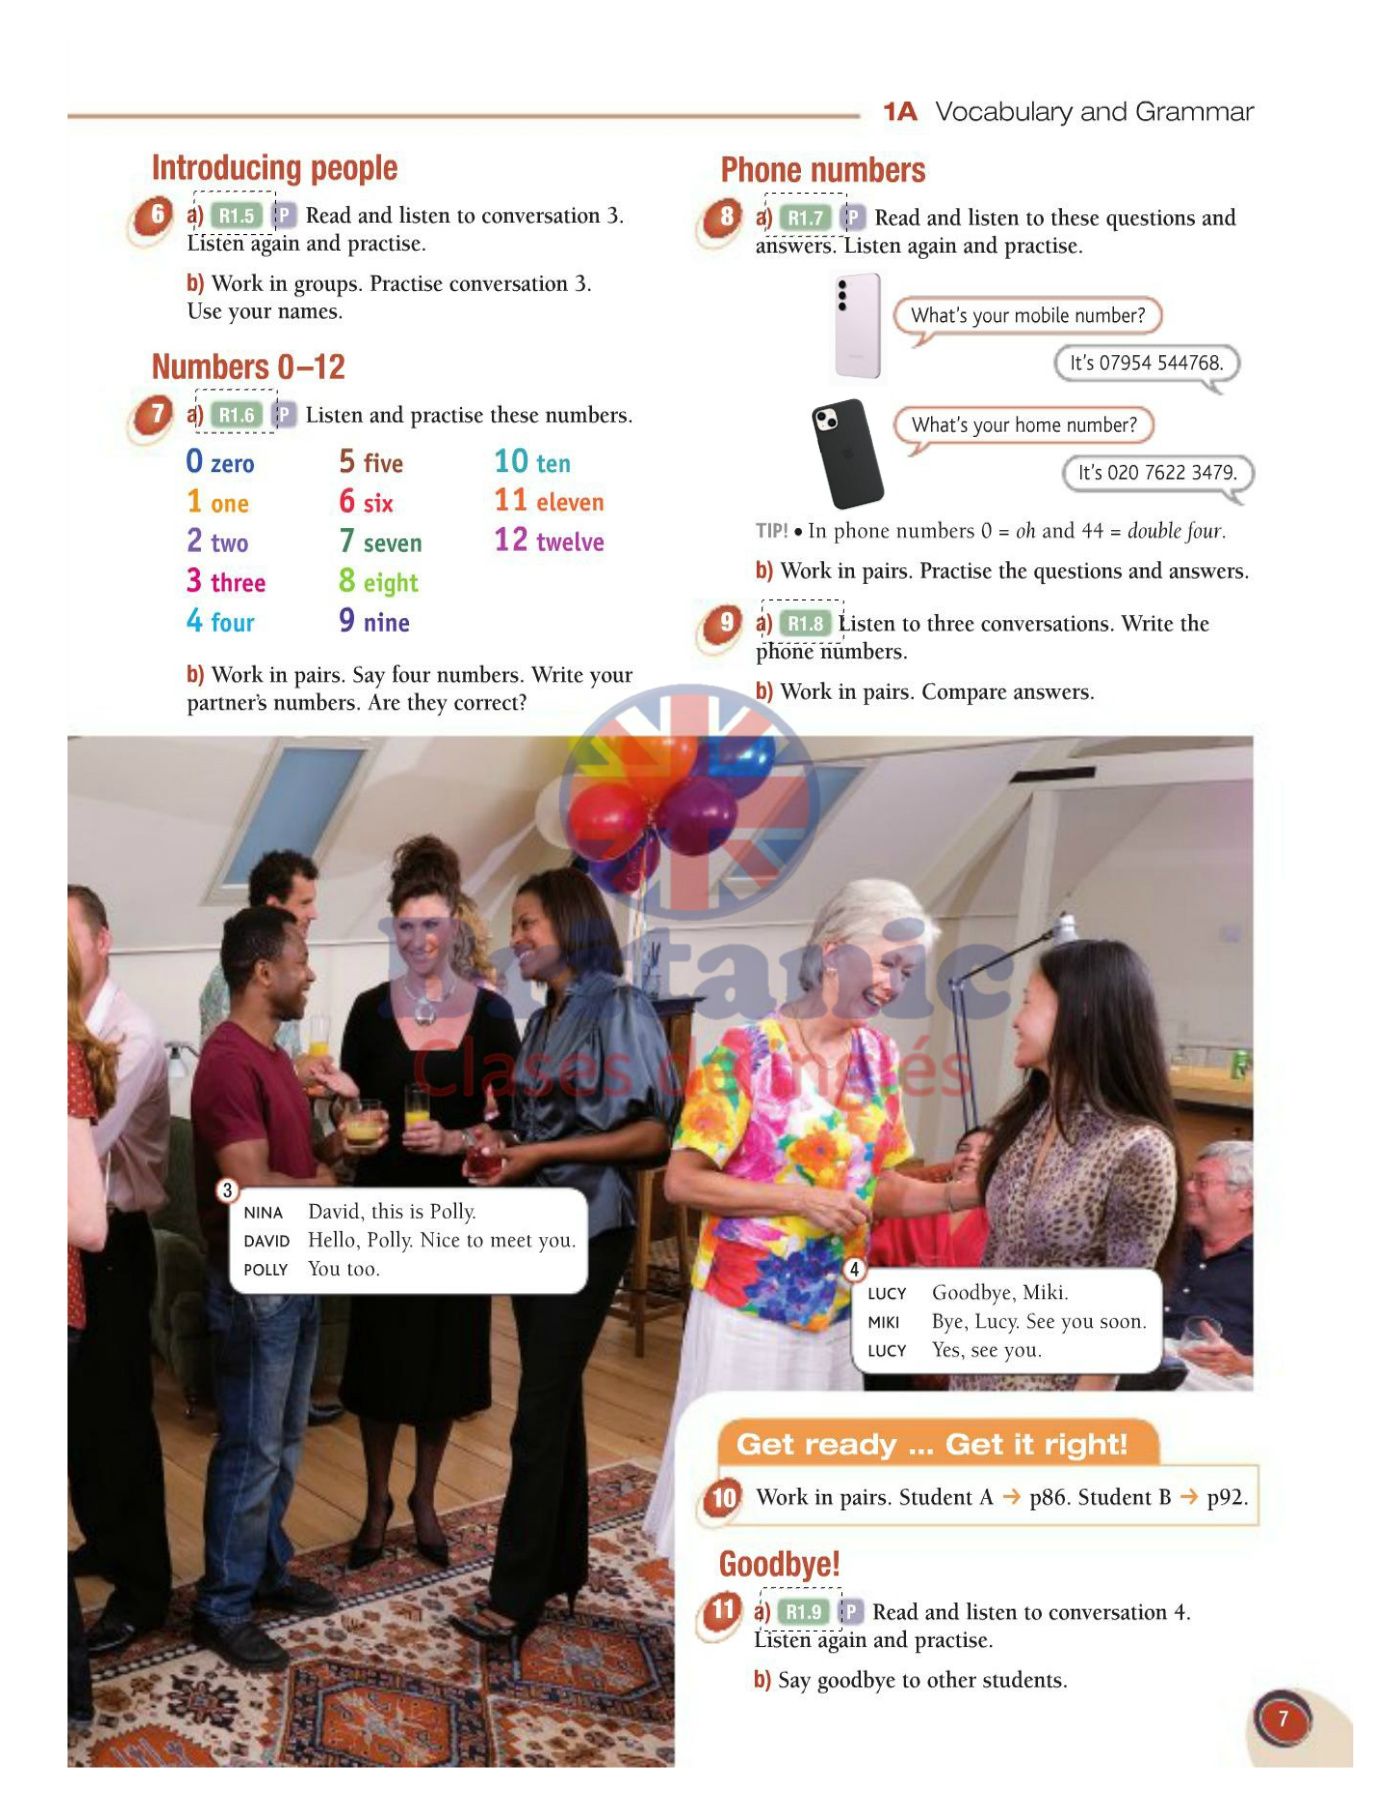 1A Vocabulary and Grammar
Introducing people
6 a) R1.5 P Read and listen to conversation 3.
Listen again and practise.
b) Work in groups. Practise conversation 3.
Use your names.
Numbers 0–12
7 a) R1.6 P Listen and practise these numbers.
0 zero 5 five 10 ten
1 one 6 six 11 eleven
2 two 7 seven 12 twelve
3 three 8 eight
4 four 9 nine
b) Work in pairs. Say four numbers. Write your
partner's numbers. Are they correct?
Phone numbers
8 a) R1.7 P Read and listen to these questions and
answers. Listen again and practise.
What's your mobile number?
It's 07954 544768.
What's your home number?
It's 020 7622 3479.
TIP! • In phone numbers 0 = oh and 44 = double four.
b) Work in pairs. Practise the questions and answers.
9 a) R1.8 Listen to three conversations. Write the
phone numbers.
b) Work in pairs. Compare answers.
Bretanic
Clases de inglés
3
NINA David, this is Polly.
DAVID Hello, Polly. Nice to meet you.
POLLY You too.
4
LUCY Goodbye, Miki.
MIKI Bye, Lucy. See you soon.
LUCY Yes, see you.
Get ready ... Get it right!
10 Work in pairs. Student A → p86. Student B → p92.
Goodbye!
11 a) R1.9 P Read and listen to conversation 4.
Listen again and practise.
b) Say goodbye to other students.
7